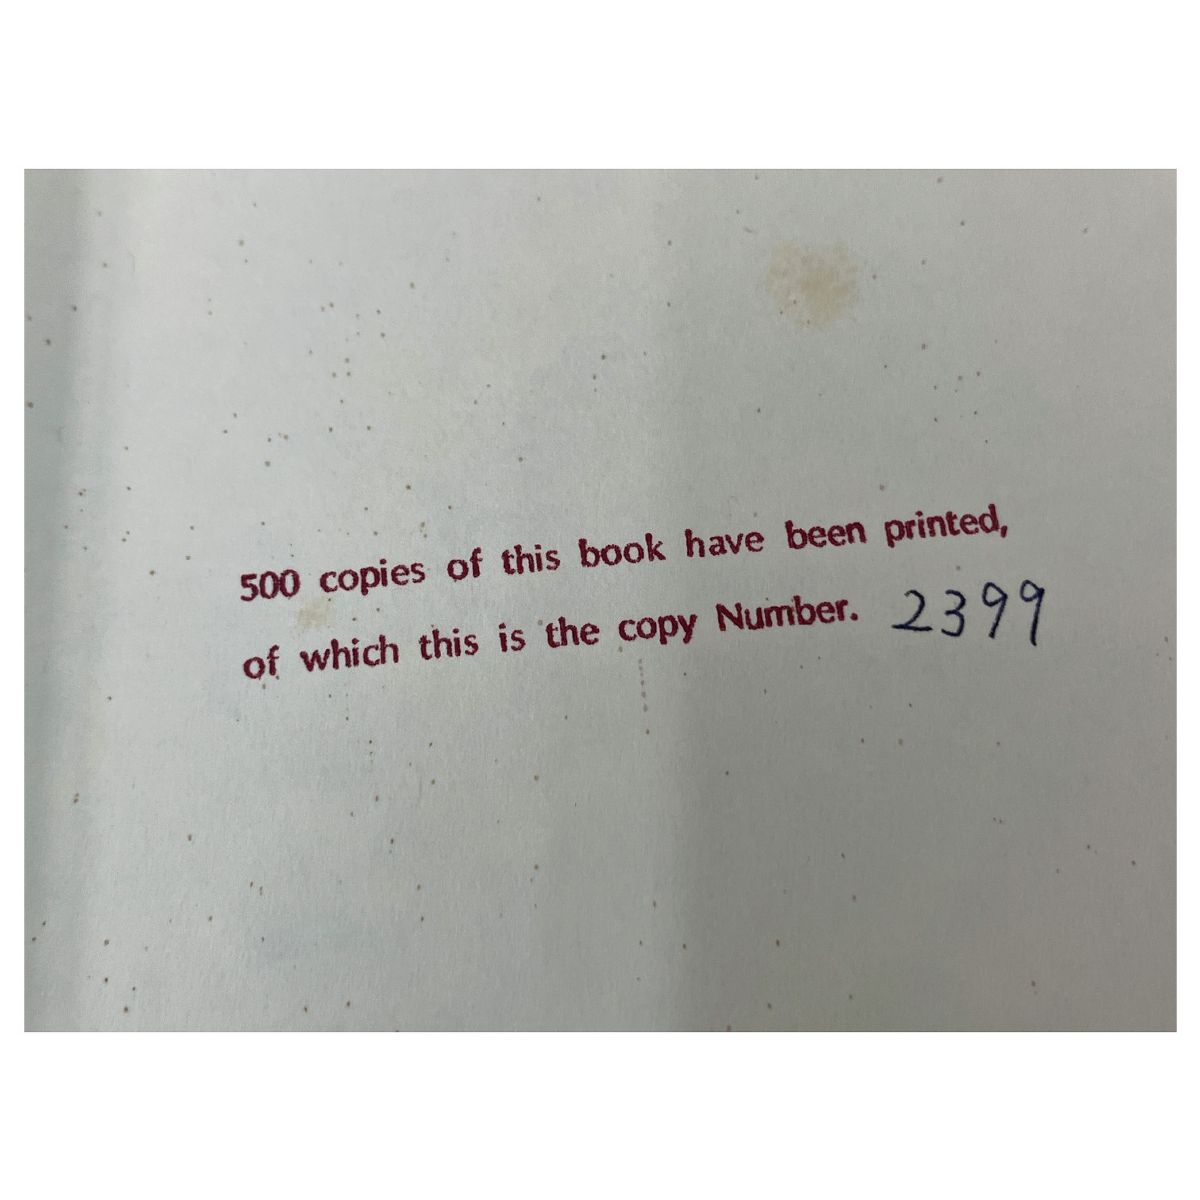 500 copies of this book have been printed,
of which this is the copy Number. 2399